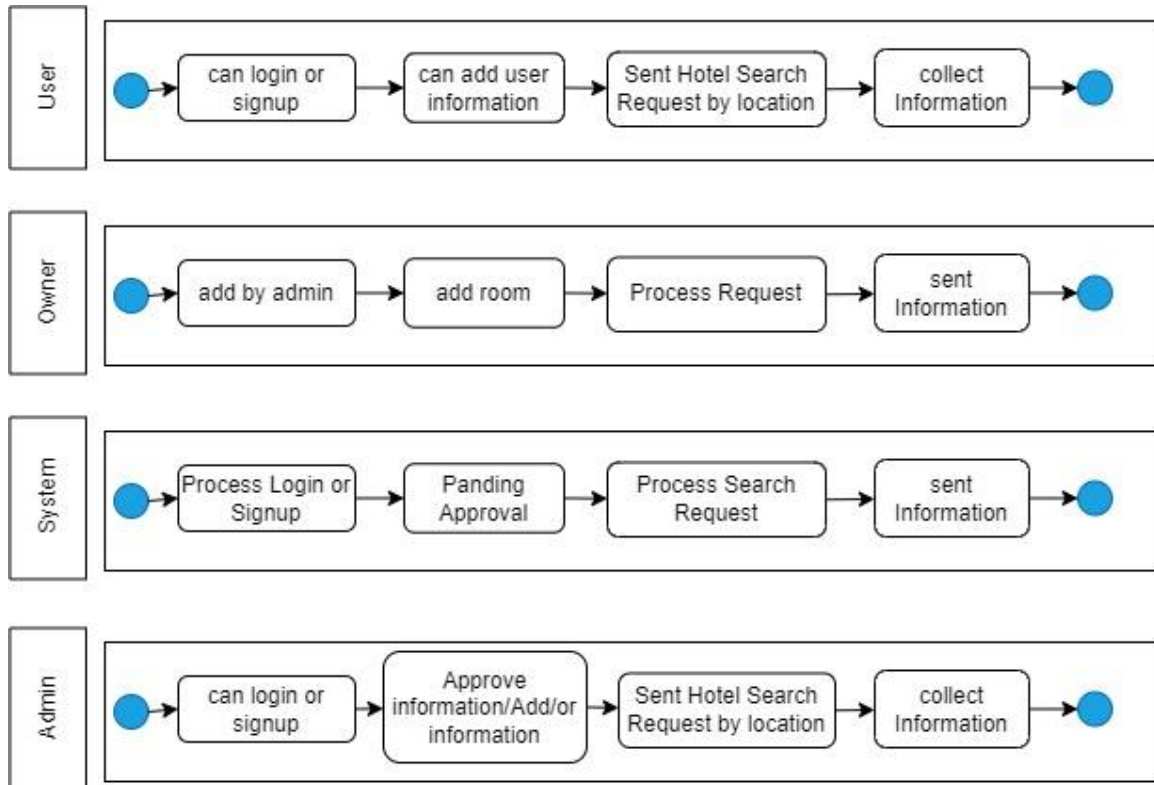 User
can login or
signup
can add user
information
Sent Hotel Search
Request by location
collect
Information
Owner
add by admin
add room
Process Request
sent
Information
System
Process Login or
Signup
Panding
Approval
Process Search
Request
sent
Information
Admin
can login or
signup
Approve
information/Add/or
information
Sent Hotel Search
Request by location
collect
Information